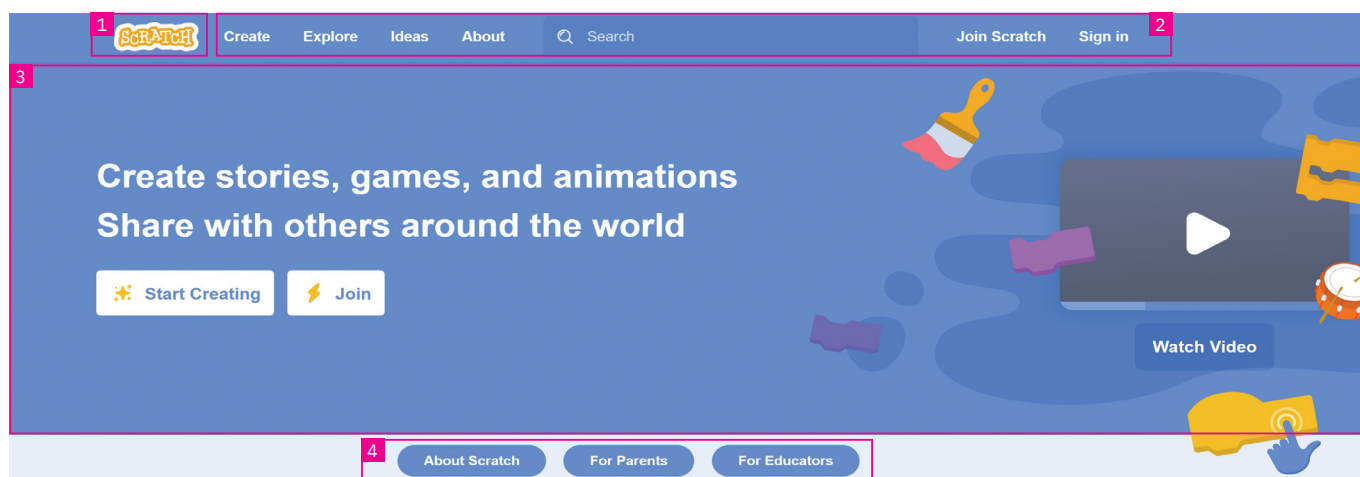 1
SCRATCH
Create Explore Ideas About Search Join Scratch Sign in
2
3
Create stories, games, and animations
Share with others around the world
Start Creating Join
Watch Video
4
About Scratch For Parents For Educators